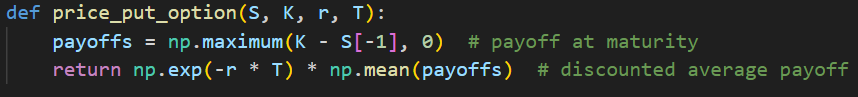 def price_put_option(S, K, r, T):
    payoffs = np.maximum(K - S[-1], 0)  # payoff at maturity
    return np.exp(-r * T) * np.mean(payoffs)  # discounted average payoff